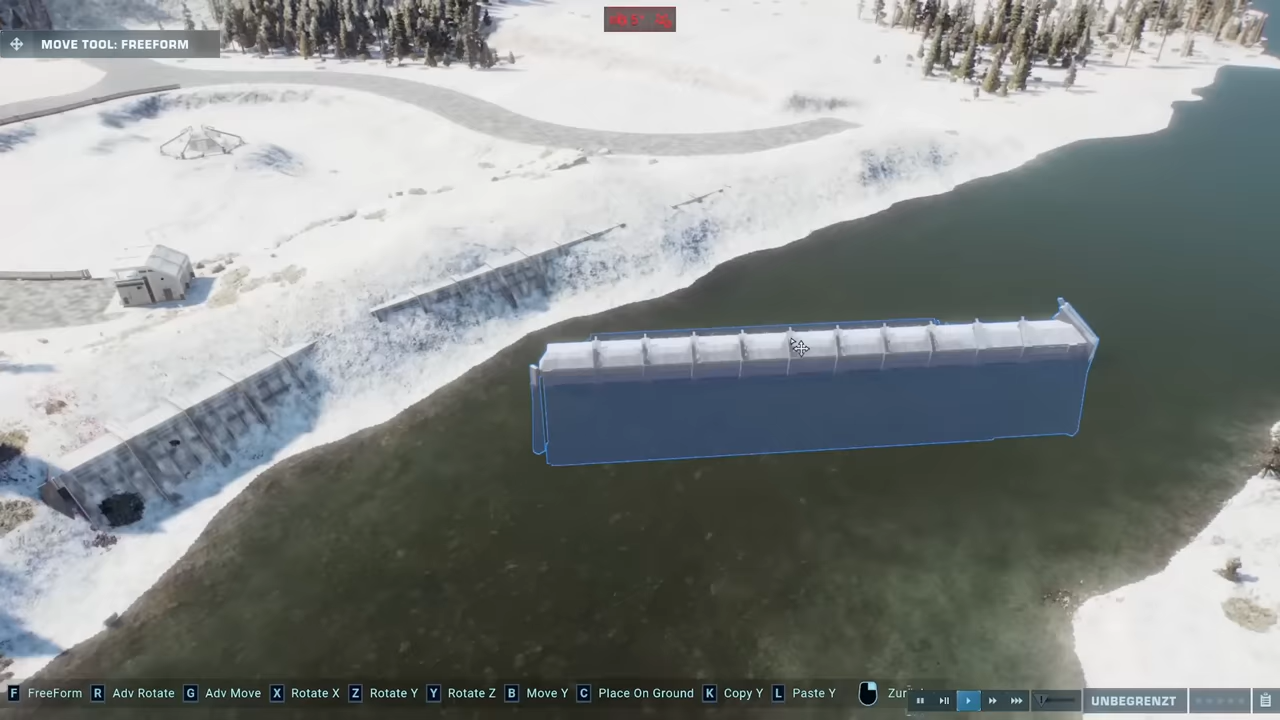 MOVE TOOL: FREEFORM
F FreeForm R Adv Rotate G Adv Move X Rotate X Z Rotate Y Y Rotate Z B Move Y C Place On Ground K Copy Y L Paste Y
UNBEGRENZT